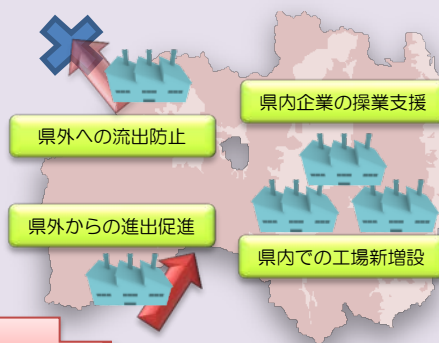 県内企業の操業支援
県外への流出防止
県外からの進出促進
県内での工場新増設